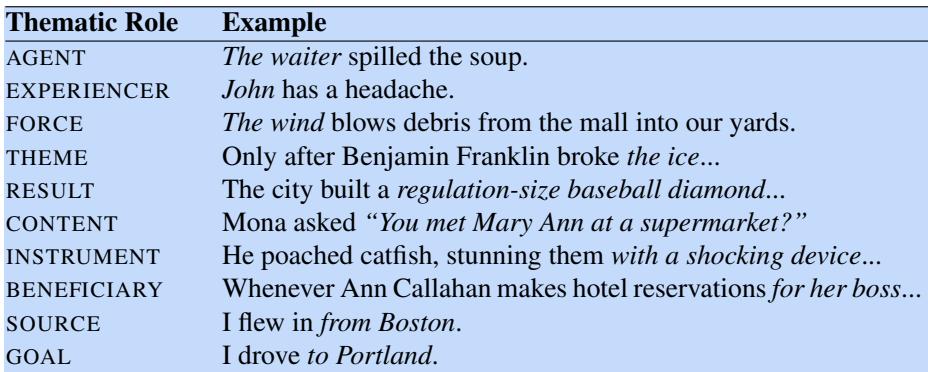 Thematic Role Example
AGENT The waiter spilled the soup.
EXPERIENCER John has a headache.
FORCE The wind blows debris from the mall into our yards.
THEME Only after Benjamin Franklin broke the ice...
RESULT The city built a regulation-size baseball diamond...
CONTENT Mona asked “You met Mary Ann at a supermarket?”
INSTRUMENT He poached catfish, stunning them with a shocking device...
BENEFICIARY Whenever Ann Callahan makes hotel reservations for her boss...
SOURCE I flew in from Boston.
GOAL I drove to Portland.